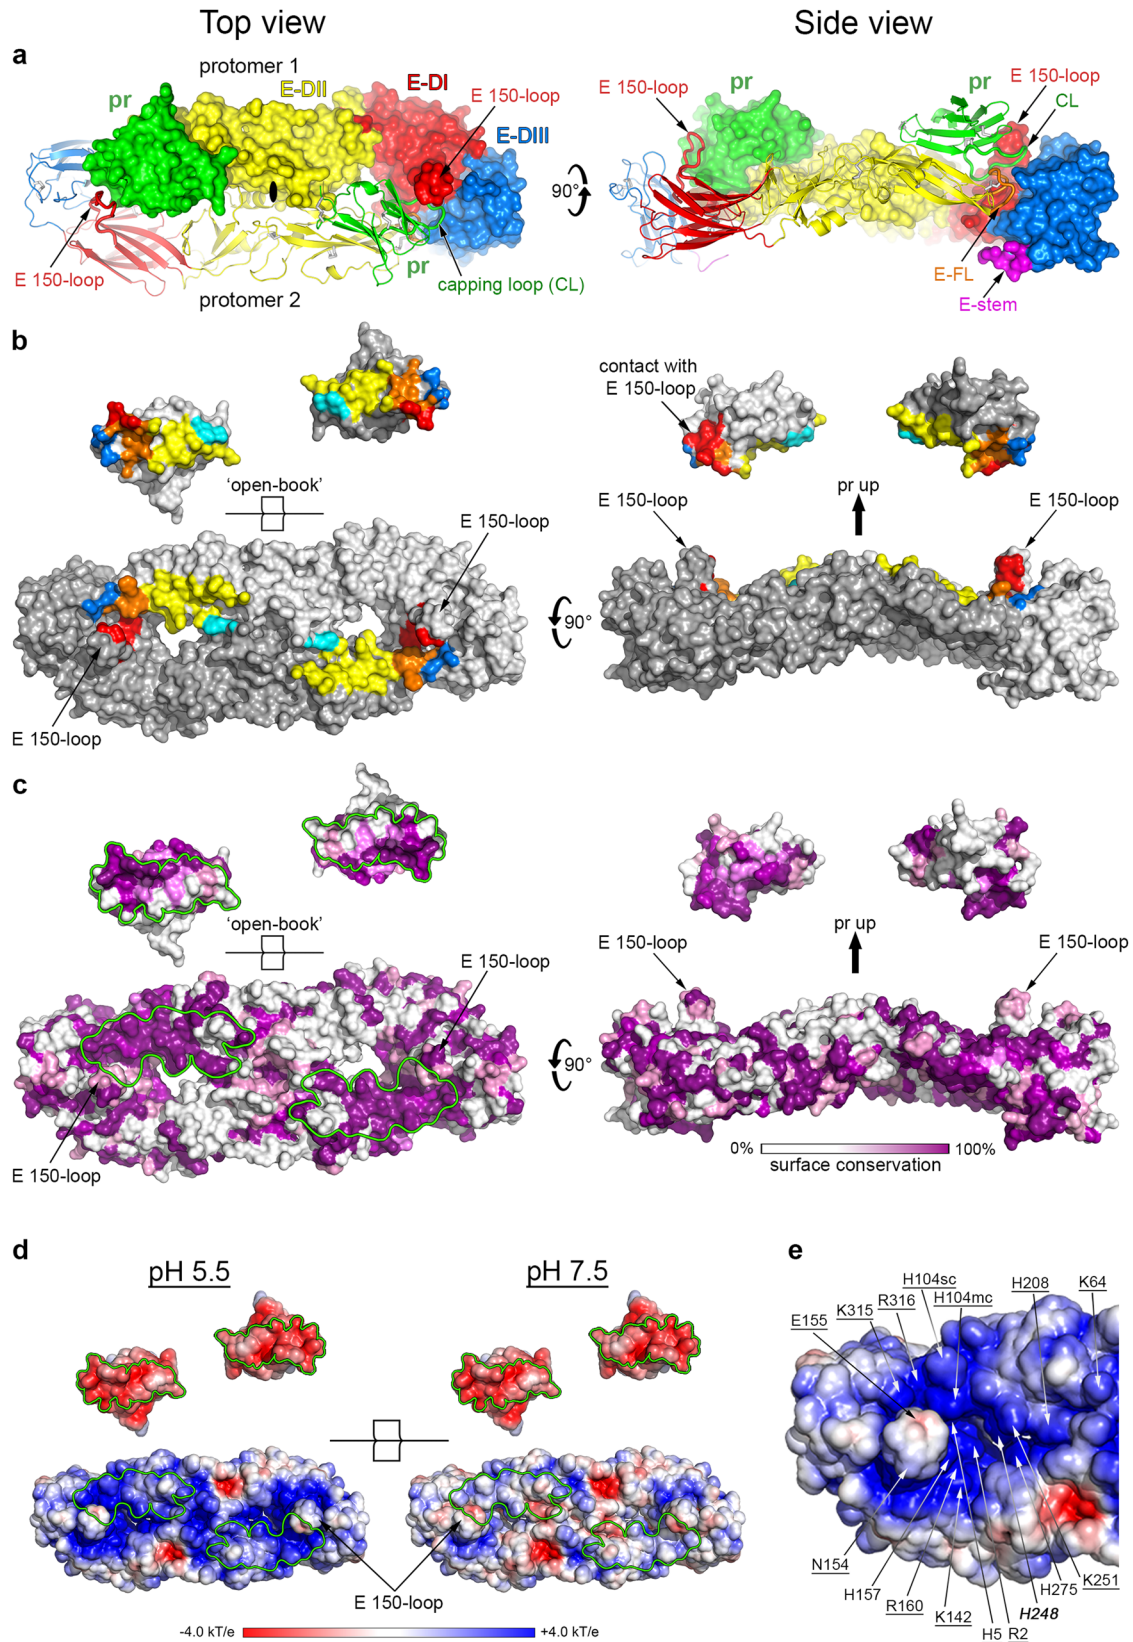 Top view
Side view
a
protomer 1
E-DII
E-DI
pr
E 150-loop
E-DIII
E 150-loop
pr
capping loop (CL)
protomer 2
90°
E 150-loop
pr
pr
E 150-loop
CL
E-FL
E-stem
b
'open-book'
E 150-loop
E 150-loop
90°
contact with
E 150-loop
E 150-loop
pr up
E 150-loop
c
'open-book'
E 150-loop
E 150-loop
90°
E 150-loop
pr up
E 150-loop
0%
100%
surface conservation
d
pH 5.5
pH 7.5
E 150-loop
-4.0 kT/e
+4.0 kT/e
e
H104sc
H104mc
H208
K64
R316
K315
E155
N154
H157
R160
K142
H5
R2
H248
H275
K251